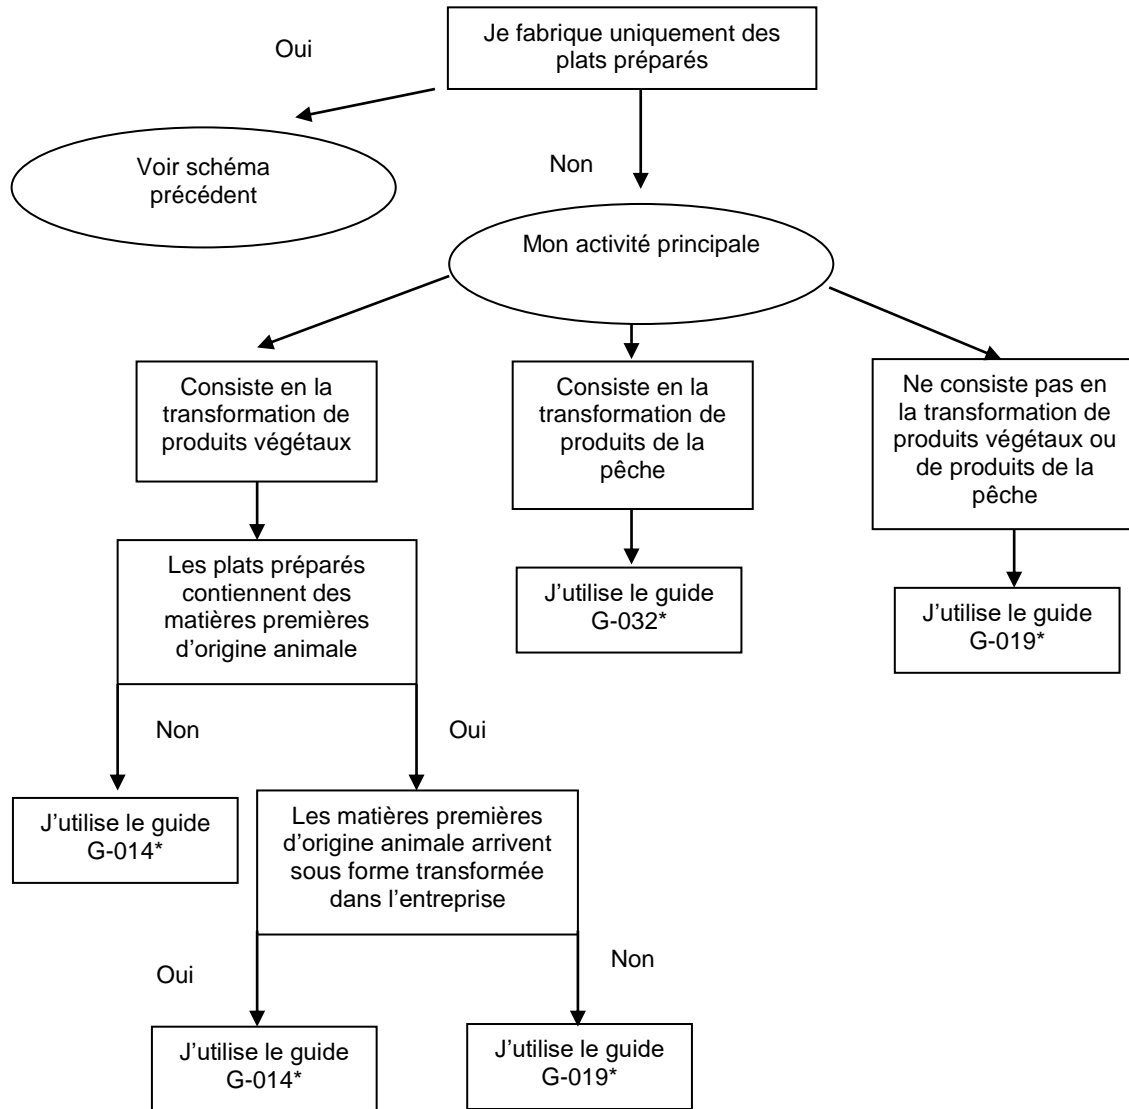 Je fabrique uniquement des
plats préparés
Oui
Voir schéma
précédent
Non
Mon activité principale
Consiste en la
transformation de
produits végétaux
Consiste en la
transformation de
produits de la
pêche
Ne consiste pas en
la transformation de
produits végétaux ou
de produits de la
pêche
Les plats préparés
contiennent des
matières premières
d’origine animale
J’utilise le guide
G-032*
J’utilise le guide
G-019*
Non
Oui
J’utilise le guide
G-014*
Les matières premières
d’origine animale arrivent
sous forme transformée
dans l’entreprise
Oui
Non
J’utilise le guide
G-014*
J’utilise le guide
G-019*